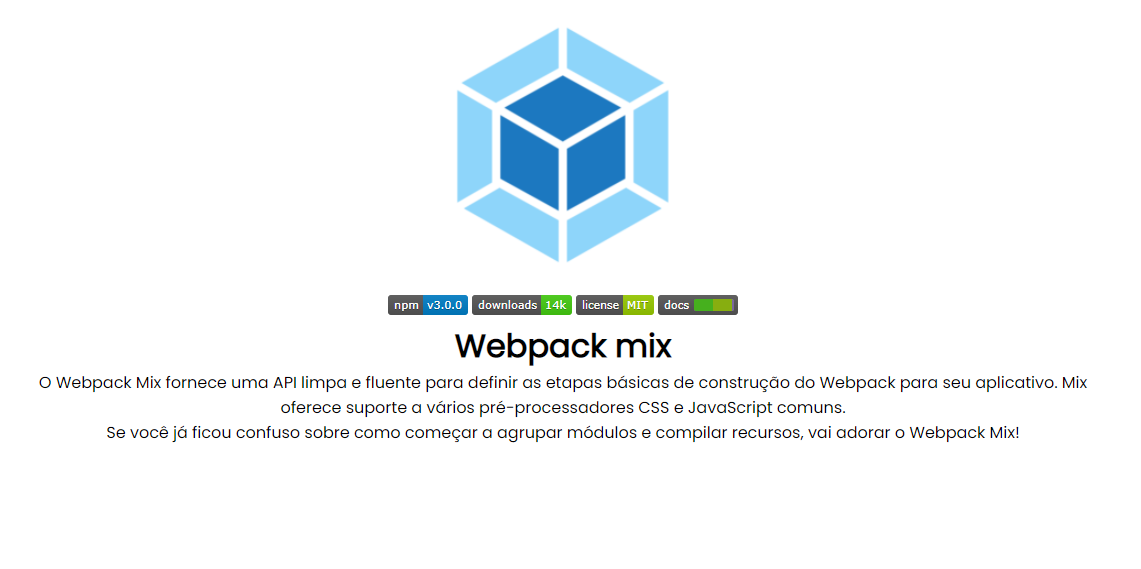 npm v3.0.0 downloads 14k license MIT docs
Webpack mix
O Webpack Mix fornece uma API limpa e fluente para definir as etapas básicas de construção do Webpack para seu aplicativo. Mix
oferece suporte a vários pré-processadores CSS e JavaScript comuns.
Se você já ficou confuso sobre como começar a agrupar módulos e compilar recursos, vai adorar o Webpack Mix!